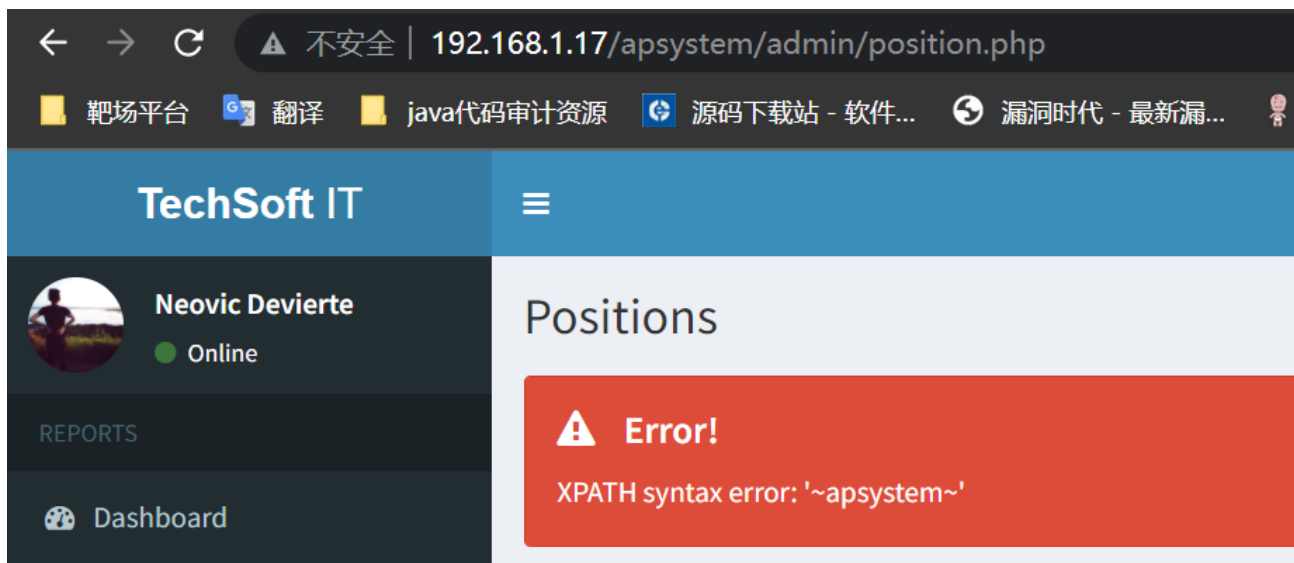 不安全 | 192.168.1.17/apsystem/admin/position.php
靶场平台 翻译 java代码审计资源 源码下载站 - 软件... 漏洞时代 - 最新漏...
TechSoft IT
Neovic Devierte
Online
Positions
Error!
XPATH syntax error: '~apsystem~'
REPORTS
Dashboard